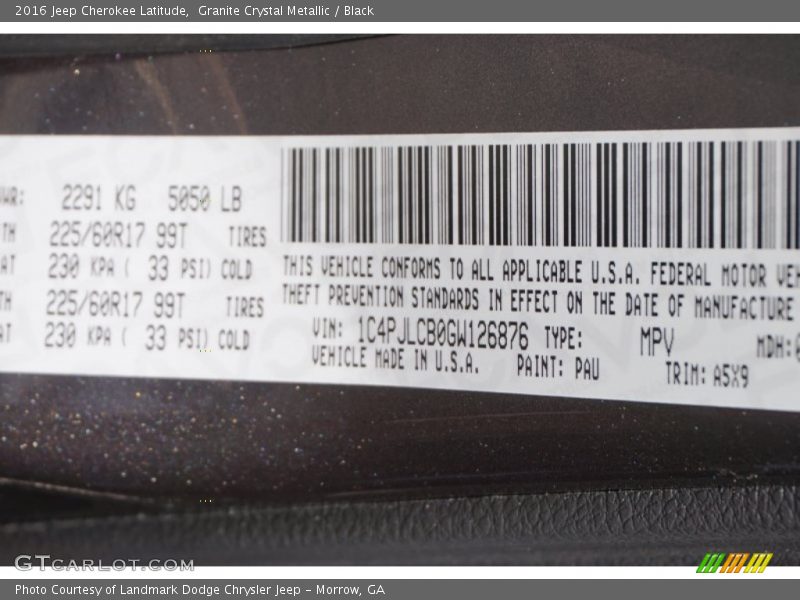 2016 Jeep Cherokee Latitude, Granite Crystal Metallic / Black
2291 KG 5050 LB
225/60R17 99T TIRES
230 KPA ( 33 PSI) COLD
225/60R17 99T TIRES
230 KPA ( 33 PSI) COLD
THIS VEHICLE CONFORMS TO ALL APPLICABLE U.S.A. FEDERAL MOTOR
THEFT PREVENTION STANDARDS IN EFFECT ON THE DATE OF MANUFACTURE
VIN: 1C4PJLCB0GW126876 TYPE: MPV MDH:
VEHICLE MADE IN U.S.A. PAINT: PAU TRIM: A5X9
GTCARLOT.COM
Photo Courtesy of Landmark Dodge Chrysler Jeep - Morrow, GA